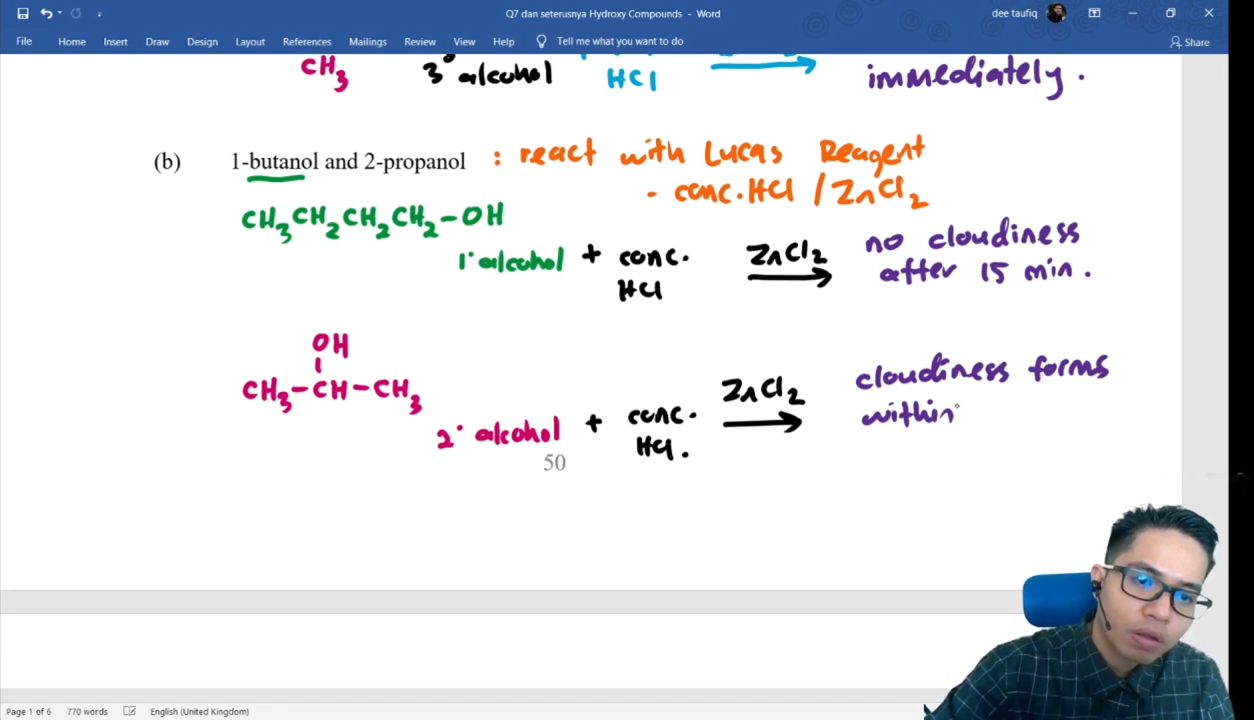 Q7 dan seterusnya Hydroxy Compounds - Word
dee taufiq
File Home Insert Draw Design Layout References Mailings Review View Help Tell me what you want to do Share
CH3 3° alcohol HCl immediately.
(b) 1-butanol and 2-propanol : react with Lucas Reagent
- conc. HCl / ZnCl2
CH3CH2CH2CH2-OH
1° alcohol + conc. HCl ZnCl2 no cloudiness
after 15 min.
OH
CH3-CH-CH3
2° alcohol + conc. HCl. ZnCl2 cloudiness forms
within
50
Page 1 of 6 770 words English (United Kingdom)